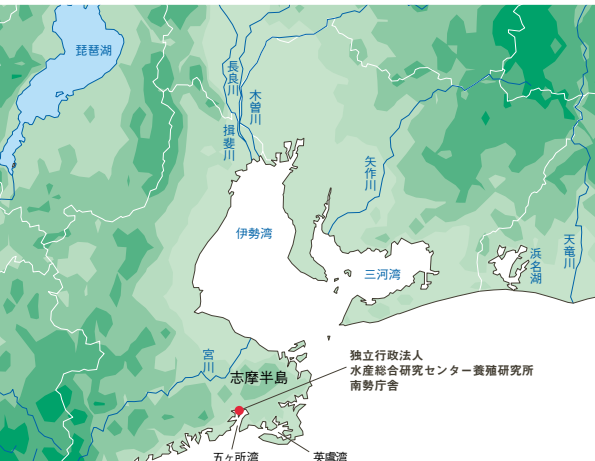 琵琶湖
長良川
木曽川
揖斐川
矢作川
伊勢湾
三河湾
浜名湖
天竜川
宮川
志摩半島
独立行政法人
水産総合研究センター養殖研究所
南勢庁舎
五ヶ所湾
英虞湾